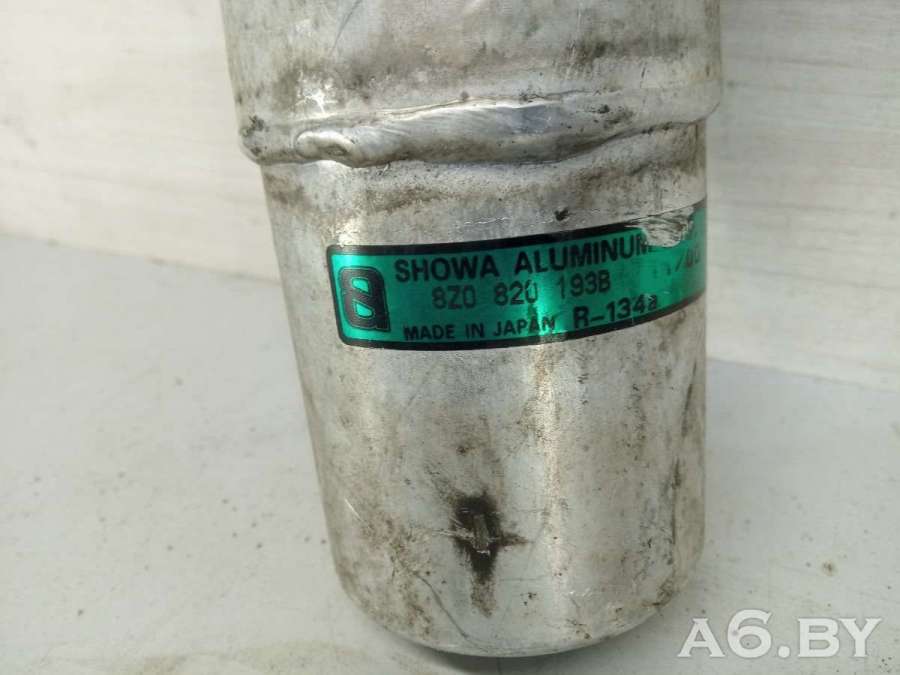 SHOWA ALUMINUM
8Z0 820 193B
MADE IN JAPAN R-134a
A6.BY